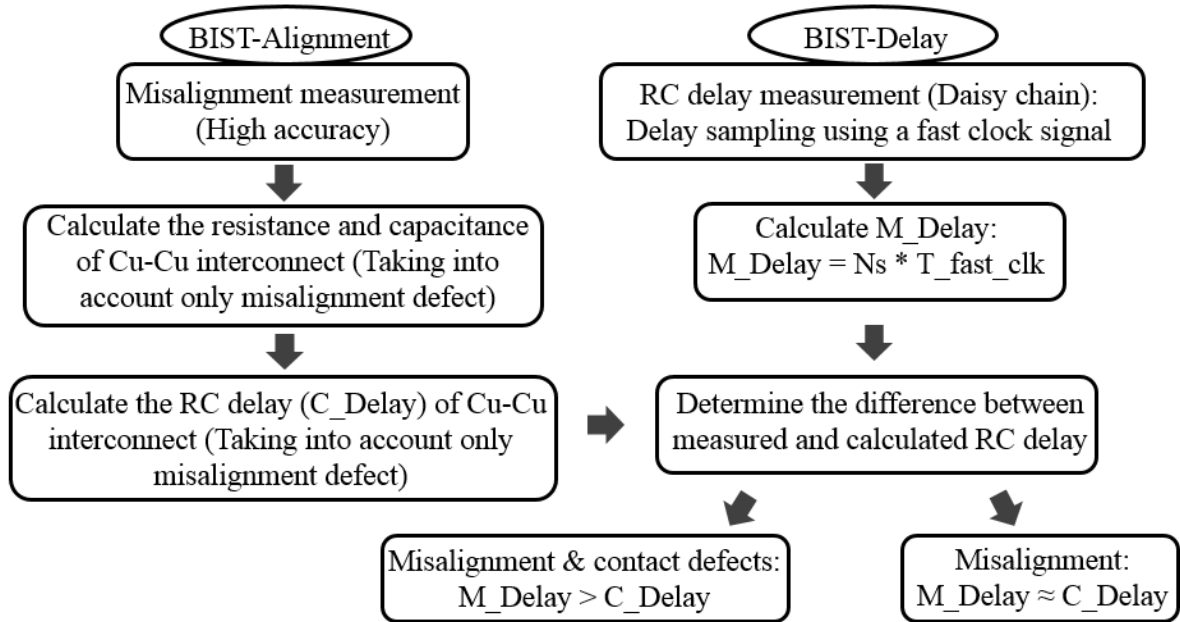 BIST-Alignment
Misalignment measurement
(High accuracy)
Calculate the resistance and capacitance
of Cu-Cu interconnect (Taking into
account only misalignment defect)
Calculate the RC delay (C_Delay) of Cu-Cu
interconnect (Taking into account only
misalignment defect)
BIST-Delay
RC delay measurement (Daisy chain):
Delay sampling using a fast clock signal
Calculate M_Delay:
M_Delay = Ns * T_fast_clk
Determine the difference between
measured and calculated RC delay
Misalignment & contact defects:
M_Delay > C_Delay
Misalignment:
M_Delay ≈ C_Delay